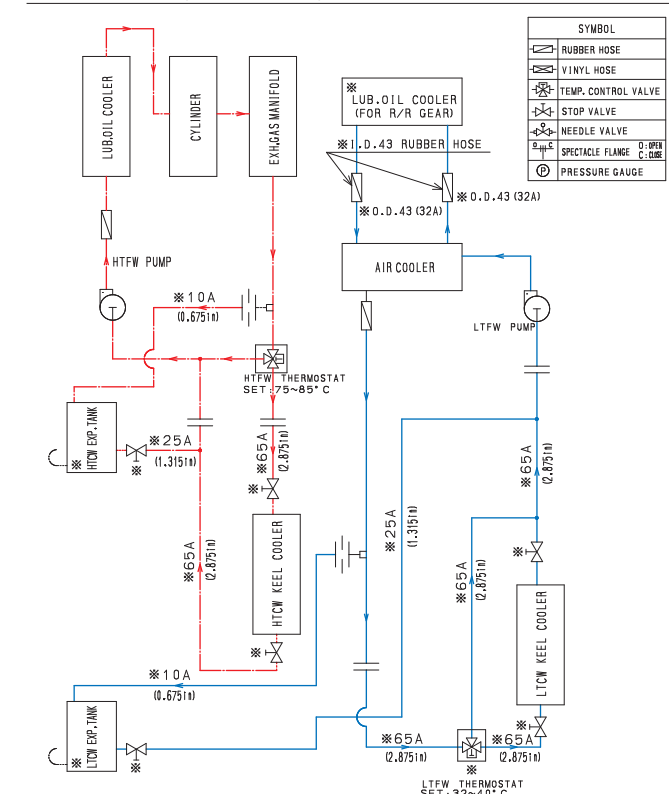 SYMBOL
RUBBER HOSE
VINYL HOSE
TEMP. CONTROL VALVE
STOP VALVE
NEEDLE VALVE
O C SPECTACLE FLANGE O:OPEN
C:CLOSE
P PRESSURE GAUGE
LUB.OIL COOLER
CYLINDER
EXH.GAS MANIFOLD
※
LUB.OIL COOLER
(FOR R/R GEAR)
※I.D.43 RUBBER HOSE
※O.D.43 (32A)
※O.D.43 (32A)
AIR COOLER
HTFW PUMP
LTFW PUMP
※10A
(0.675in)
HTFW THERMOSTAT
SET:75~85°C
※ HTCW EXP.TANK
※25A
(1.315in)
※
※65A
(2.875in)
※
HTCW KEEL COOLER
※65A
(2.875in)
※
※25A
(1.315in)
※65A
(2.875in)
※65A
(2.875in)
※
LTCW KEEL COOLER
※
※10A
(0.675in)
※ LTCW EXP.TANK
※
※65A
(2.875in)
※65A
(2.875in)
※
LTFW THERMOSTAT
SET:32~40°C